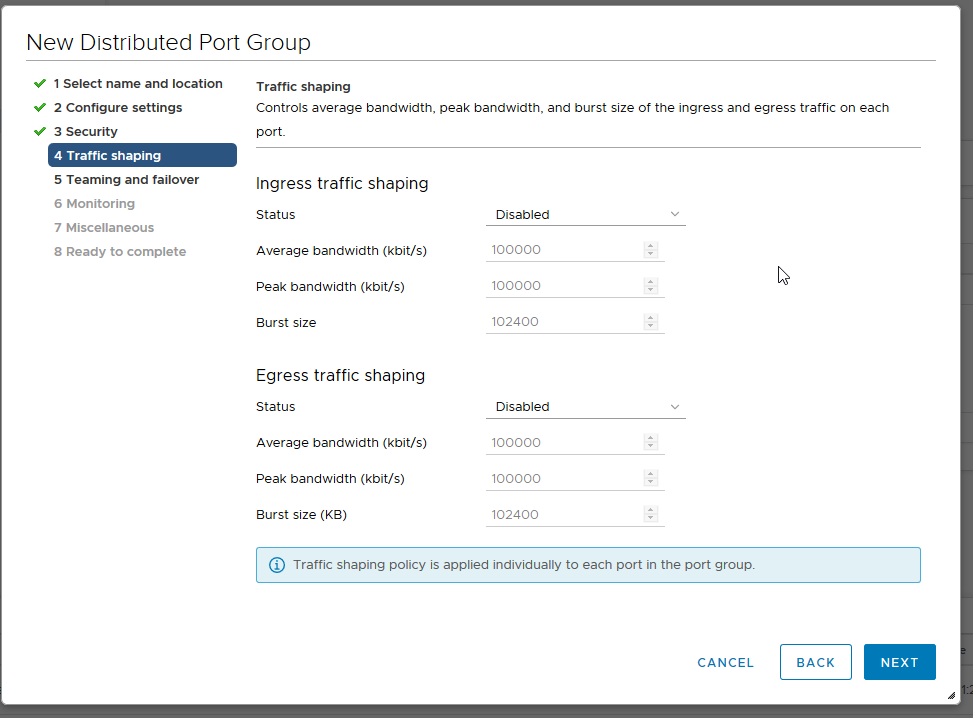 New Distributed Port Group
1 Select name and location
2 Configure settings
3 Security
4 Traffic shaping
5 Teaming and failover
6 Monitoring
7 Miscellaneous
8 Ready to complete
Traffic shaping
Controls average bandwidth, peak bandwidth, and burst size of the ingress and egress traffic on each
port.
Ingress traffic shaping
Status Disabled
Average bandwidth (kbit/s) 100000
Peak bandwidth (kbit/s) 100000
Burst size 102400
Egress traffic shaping
Status Disabled
Average bandwidth (kbit/s) 100000
Peak bandwidth (kbit/s) 100000
Burst size (KB) 102400
Traffic shaping policy is applied individually to each port in the port group.
CANCEL BACK NEXT